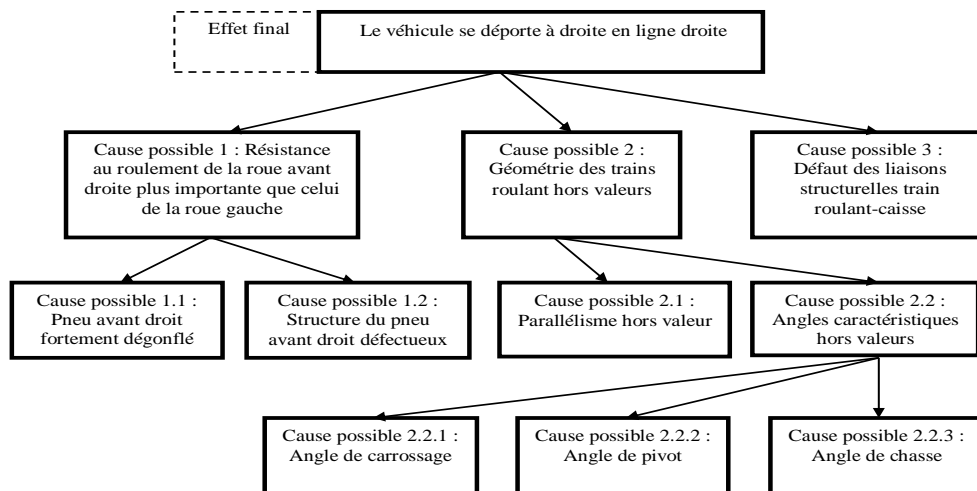 Effet final
Le véhicule se déporte à droite en ligne droite
Cause possible 1 : Résistance
au roulement de la roue avant
droite plus importante que celui
de la roue gauche
Cause possible 2 :
Géométrie des trains
roulant hors valeurs
Cause possible 3 :
Défaut des liaisons
structurelles train
roulant-caisse
Cause possible 1.1 :
Pneu avant droit
fortement dégonflé
Cause possible 1.2 :
Structure du pneu
avant droit défectueux
Cause possible 2.1 :
Parallélisme hors valeur
Cause possible 2.2 :
Angles caractéristiques
hors valeurs
Cause possible 2.2.1 :
Angle de carrossage
Cause possible 2.2.2 :
Angle de pivot
Cause possible 2.2.3 :
Angle de chasse